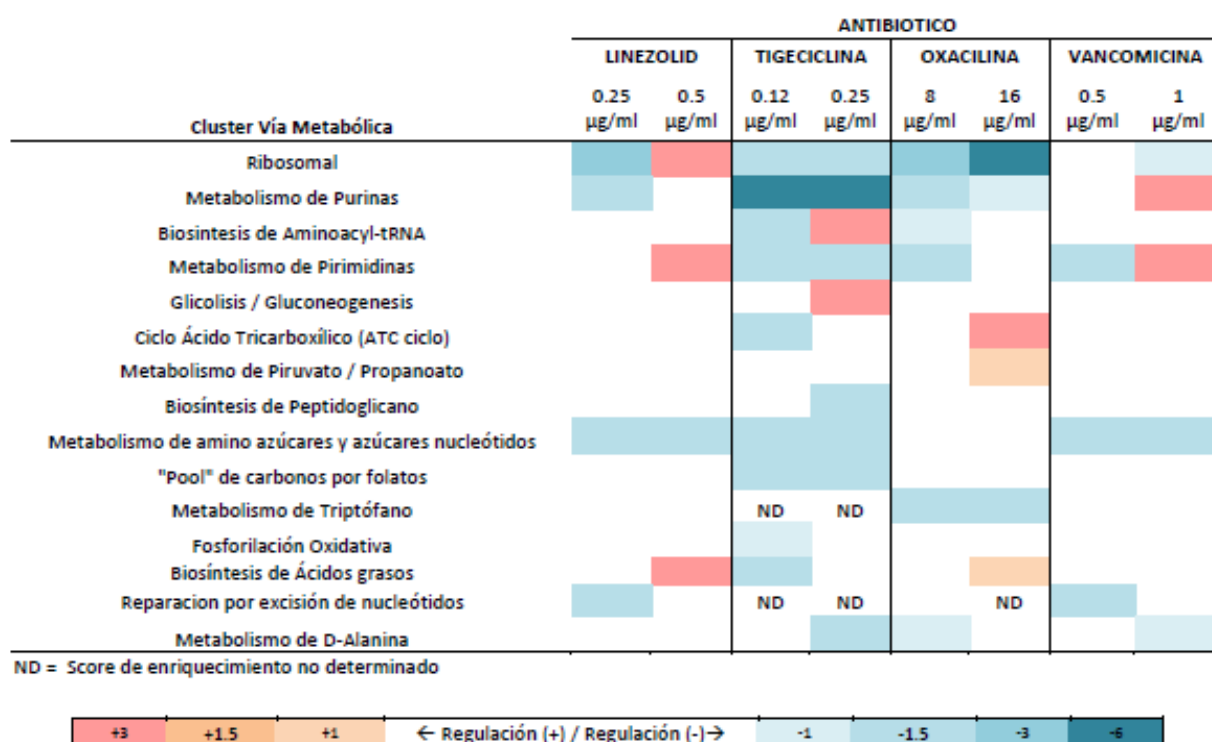 ANTIBIOTICO
LINEZOLID TIGECICLINA OXACILINA VANCOMICINA
Cluster Vía Metabólica 0.25 µg/ml 0.5 µg/ml 0.12 µg/ml 0.25 µg/ml 8 µg/ml 16 µg/ml 0.5 µg/ml 1 µg/ml
Ribosomal
Metabolismo de Purinas
Biosintesis de Aminoacyl-tRNA
Metabolismo de Pirimidinas
Glicolisis / Gluconeogenesis
Ciclo Ácido Tricarboxílico (ATC ciclo)
Metabolismo de Piruvato / Propanoato
Biosíntesis de Peptidoglicano
Metabolismo de amino azúcares y azúcares nucleótidos
"Pool" de carbonos por folatos
Metabolismo de Triptófano ND ND
Fosforilación Oxidativa
Biosíntesis de Ácidos grasos
Reparacion por excisión de nucleótidos ND ND ND
Metabolismo de D-Alanina
ND = Score de enriquecimiento no determinado
+3 +1.5 +1 ← Regulación (+) / Regulación (-)→ -1 -1.5 -3 -6